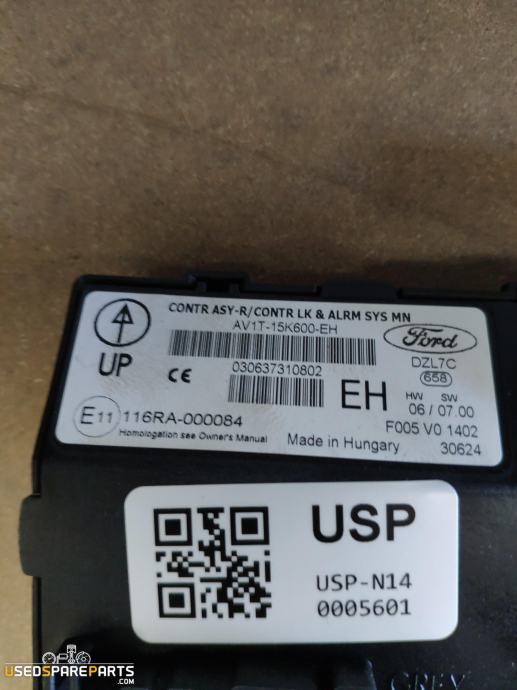 CONTR ASY-R/CONTR LK & ALRM SYS MN
AV1T-15K600-EH
Ford
UP
CE
030637310802
EH
DZL7C
658
HW SW
06 / 07.00
E11 116RA-000084
Homologation see Owner's Manual
Made in Hungary
F005 V0 1402
30624
USP
USP-N14
0005601
USEDSPAREPARTS
.COM
GREY